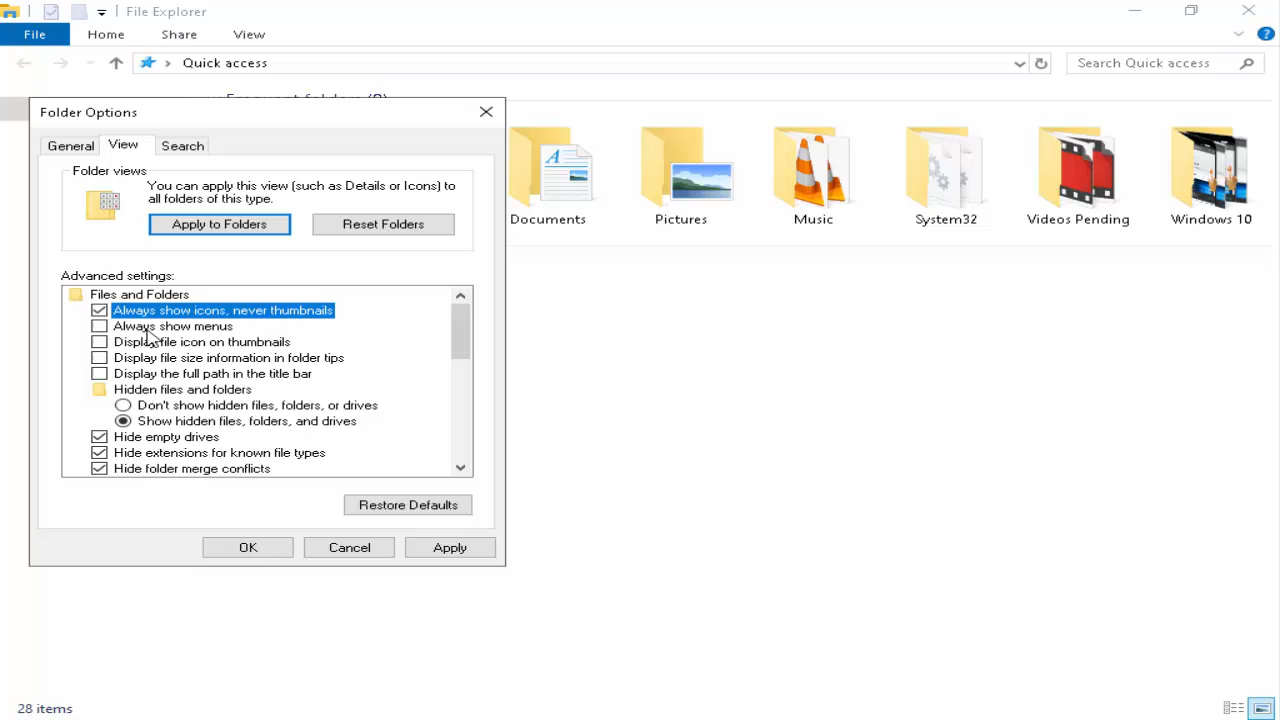 File Explorer
File Home Share View
Quick access
Search Quick access
Frequent folders (8)
Folder Options
General View Search
Folder views
You can apply this view (such as Details or Icons) to
all folders of this type.
Apply to Folders Reset Folders
Advanced settings:
Files and Folders
Always show icons, never thumbnails
Always show menus
Display file icon on thumbnails
Display file size information in folder tips
Display the full path in the title bar
Hidden files and folders
Don't show hidden files, folders, or drives
Show hidden files, folders, and drives
Hide empty drives
Hide extensions for known file types
Hide folder merge conflicts
Restore Defaults
OK Cancel Apply
Documents Pictures Music System32 Videos Pending Windows 10
28 items